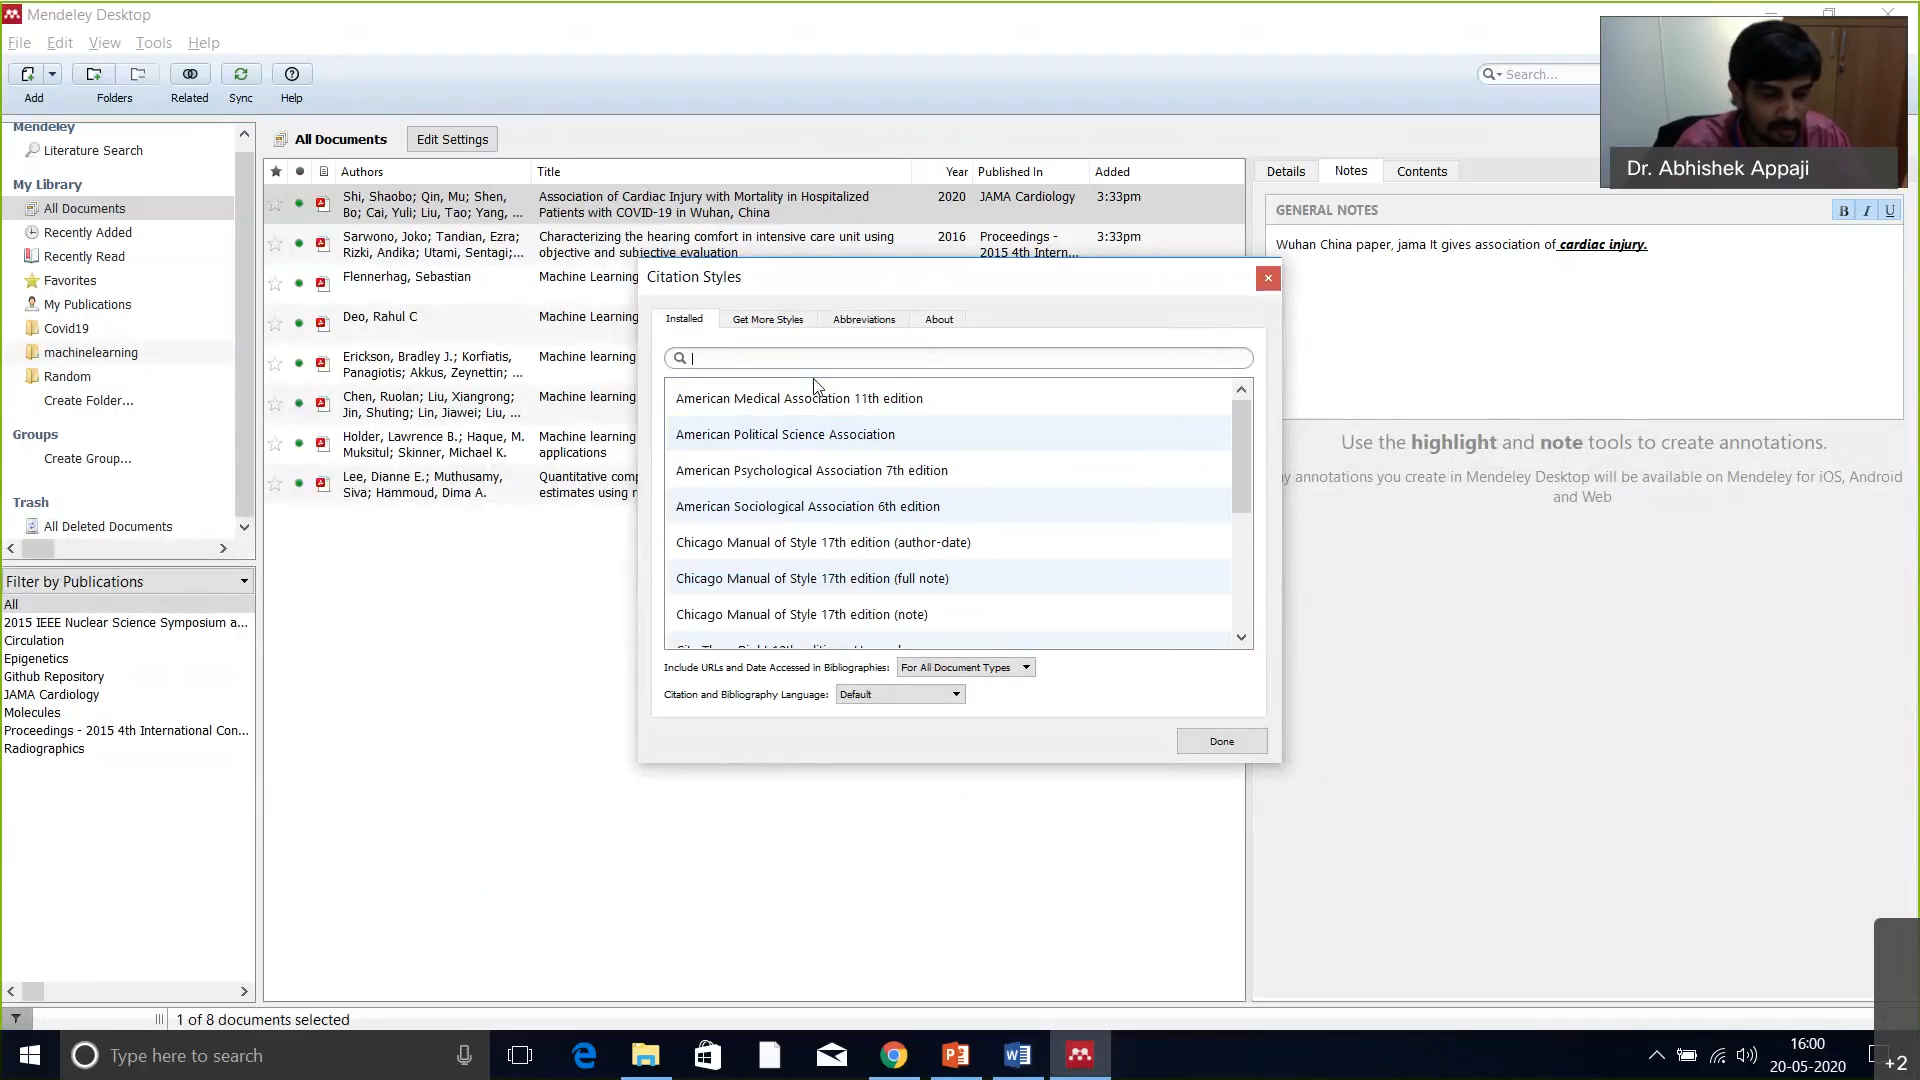 Mendeley Desktop
File Edit View Tools Help
Add Folders Related Sync Help
Search...
Dr. Abhishek Appaji
Mendeley
Literature Search
My Library
All Documents
Recently Added
Recently Read
Favorites
My Publications
Covid19
machinelearning
Random
Create Folder...
Groups
Create Group...
Trash
All Deleted Documents
Filter by Publications
All
2015 IEEE Nuclear Science Symposium a...
Circulation
Epigenetics
Github Repository
JAMA Cardiology
Molecules
Proceedings - 2015 4th International Con...
Radiographics
All Documents Edit Settings
Authors Title Year Published In Added
Shi, Shaobo; Qin, Mu; Shen, Association of Cardiac Injury with Mortality in Hospitalized 2020 JAMA Cardiology 3:33pm
Bo; Cai, Yuli; Liu, Tao; Yang, ... Patients with COVID-19 in Wuhan, China
Sarwono, Joko; Tandian, Ezra; Characterizing the hearing comfort in intensive care unit using 2016 Proceedings - 3:33pm
Rizki, Andika; Utami, Sentagi;... objective and subjective evaluation 2015 4th Intern...
Flennerhag, Sebastian Machine Learning
Deo, Rahul C Machine Learning
Erickson, Bradley J.; Korfiatis, Machine learning
Panagiotis; Akkus, Zeynettin; ...
Chen, Ruolan; Liu, Xiangrong; Machine learning
Jin, Shuting; Lin, Jiawei; Liu, ...
Holder, Lawrence B.; Haque, M. Machine learning
Muksitul; Skinner, Michael K. applications
Lee, Dianne E.; Muthusamy, Quantitative comp
Siva; Hammoud, Dima A. estimates using r
Citation Styles
Installed Get More Styles Abbreviations About
American Medical Association 11th edition
American Political Science Association
American Psychological Association 7th edition
American Sociological Association 6th edition
Chicago Manual of Style 17th edition (author-date)
Chicago Manual of Style 17th edition (full note)
Chicago Manual of Style 17th edition (note)
Include URLs and Date Accessed in Bibliographies: For All Document Types
Citation and Bibliography Language: Default
Done
Details Notes Contents
GENERAL NOTES B I U
Wuhan China paper, jama It gives association of cardiac injury.
Use the highlight and note tools to create annotations.
y annotations you create in Mendeley Desktop will be available on Mendeley for iOS, Android
and Web
1 of 8 documents selected
Type here to search
16:00
20-05-2020
+2